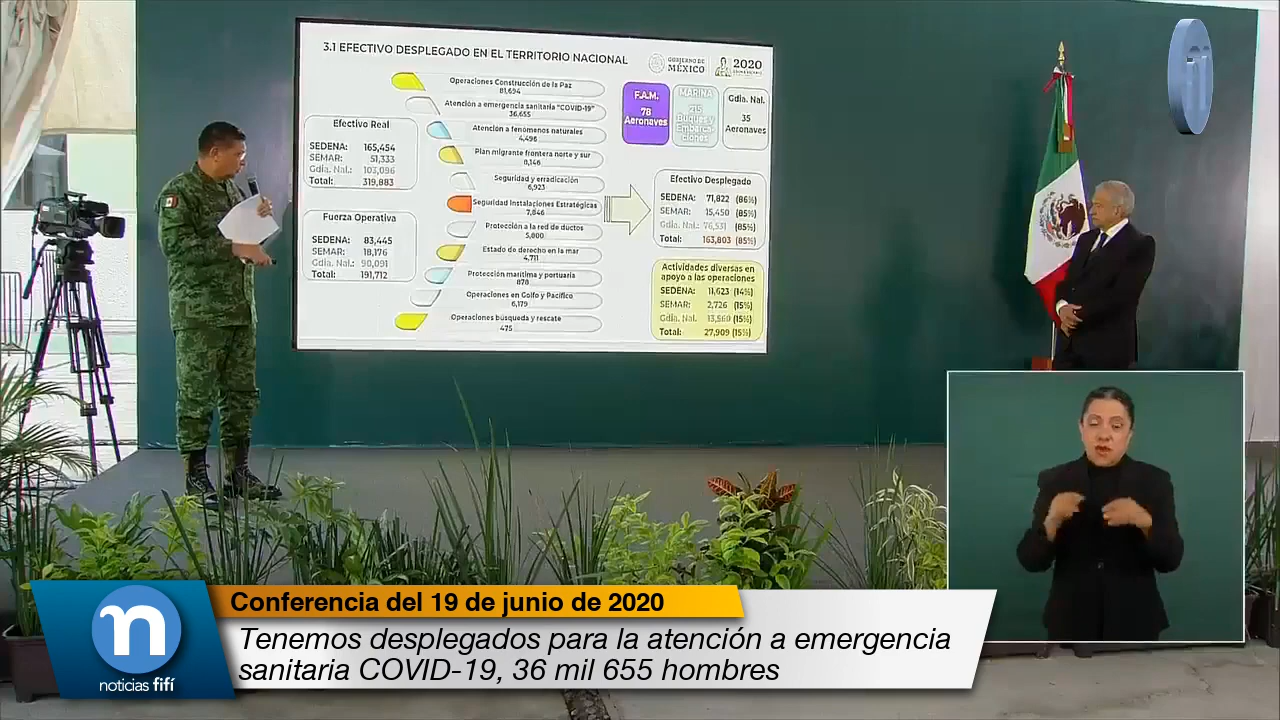 3.1 EFECTIVO DESPLEGADO EN EL TERRITORIO NACIONAL
GOBIERNO DE
MÉXICO
2020
Operaciones Construcción de la Paz
81,694
Atención a emergencia sanitaria "COVID-19"
36,655
Atención a fenómenos naturales
4,496
Plan migrante frontera norte y sur
8,146
Seguridad y erradicación
6,923
Seguridad Instalaciones Estratégicas
7,846
Protección a la red de ductos
5,800
Estado de derecho en la mar
4,711
Protección marítima y portuaria
878
Operaciones en Golfo y Pacífico
6,179
Operaciones búsqueda y rescate
475
Efectivo Real
SEDENA: 165,454
SEMAR: 51,333
Gdia. Nal.: 103,096
Total: 319,883
Fuerza Operativa
SEDENA: 83,445
SEMAR: 18,176
Gdia. Nal.: 90,091
Total: 191,712
F.A.M.
78
Aeronaves
MARINA
215
Buques y
Embarca-
ciones
Gdia. Nal.
35
Aeronaves
Efectivo Desplegado
SEDENA: 71,822 (86%)
SEMAR: 15,450 (85%)
Gdia. Nal.: 76,531 (85%)
Total: 163,803 (85%)
Actividades diversas en
apoyo a las operaciones
SEDENA: 11,623 (14%)
SEMAR: 2,726 (15%)
Gdia. Nal. 13,560 (15%)
Total: 27,909 (15%)
n
noticias fifí
Conferencia del 19 de junio de 2020
Tenemos desplegados para la atención a emergencia
sanitaria COVID-19, 36 mil 655 hombres